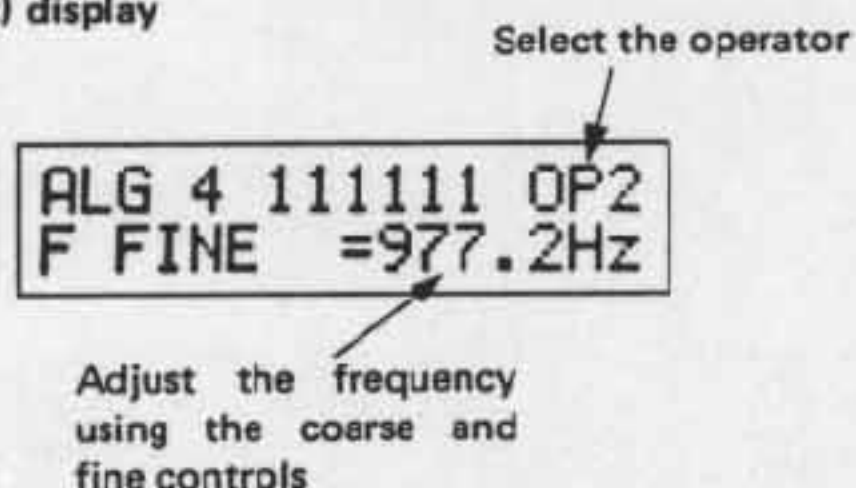 ) display
Select the operator
ALG 4 111111 OP2
F FINE =977.2Hz
Adjust the frequency
using the coarse and
fine controls